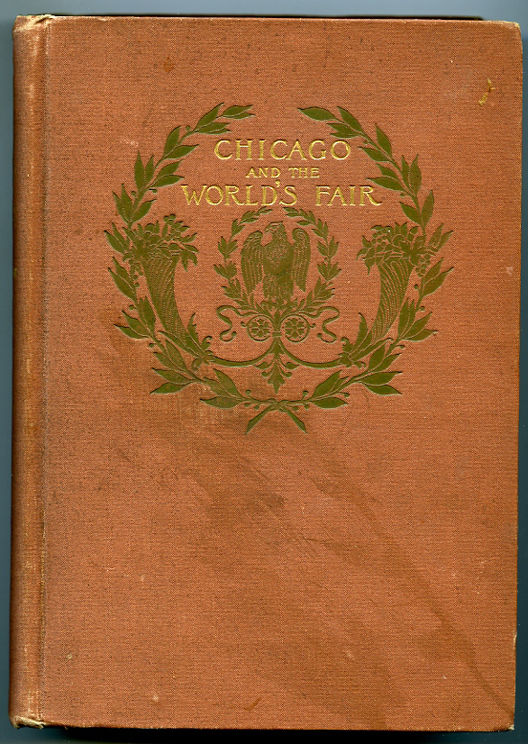 CHICAGO
AND THE
WORLD'S FAIR